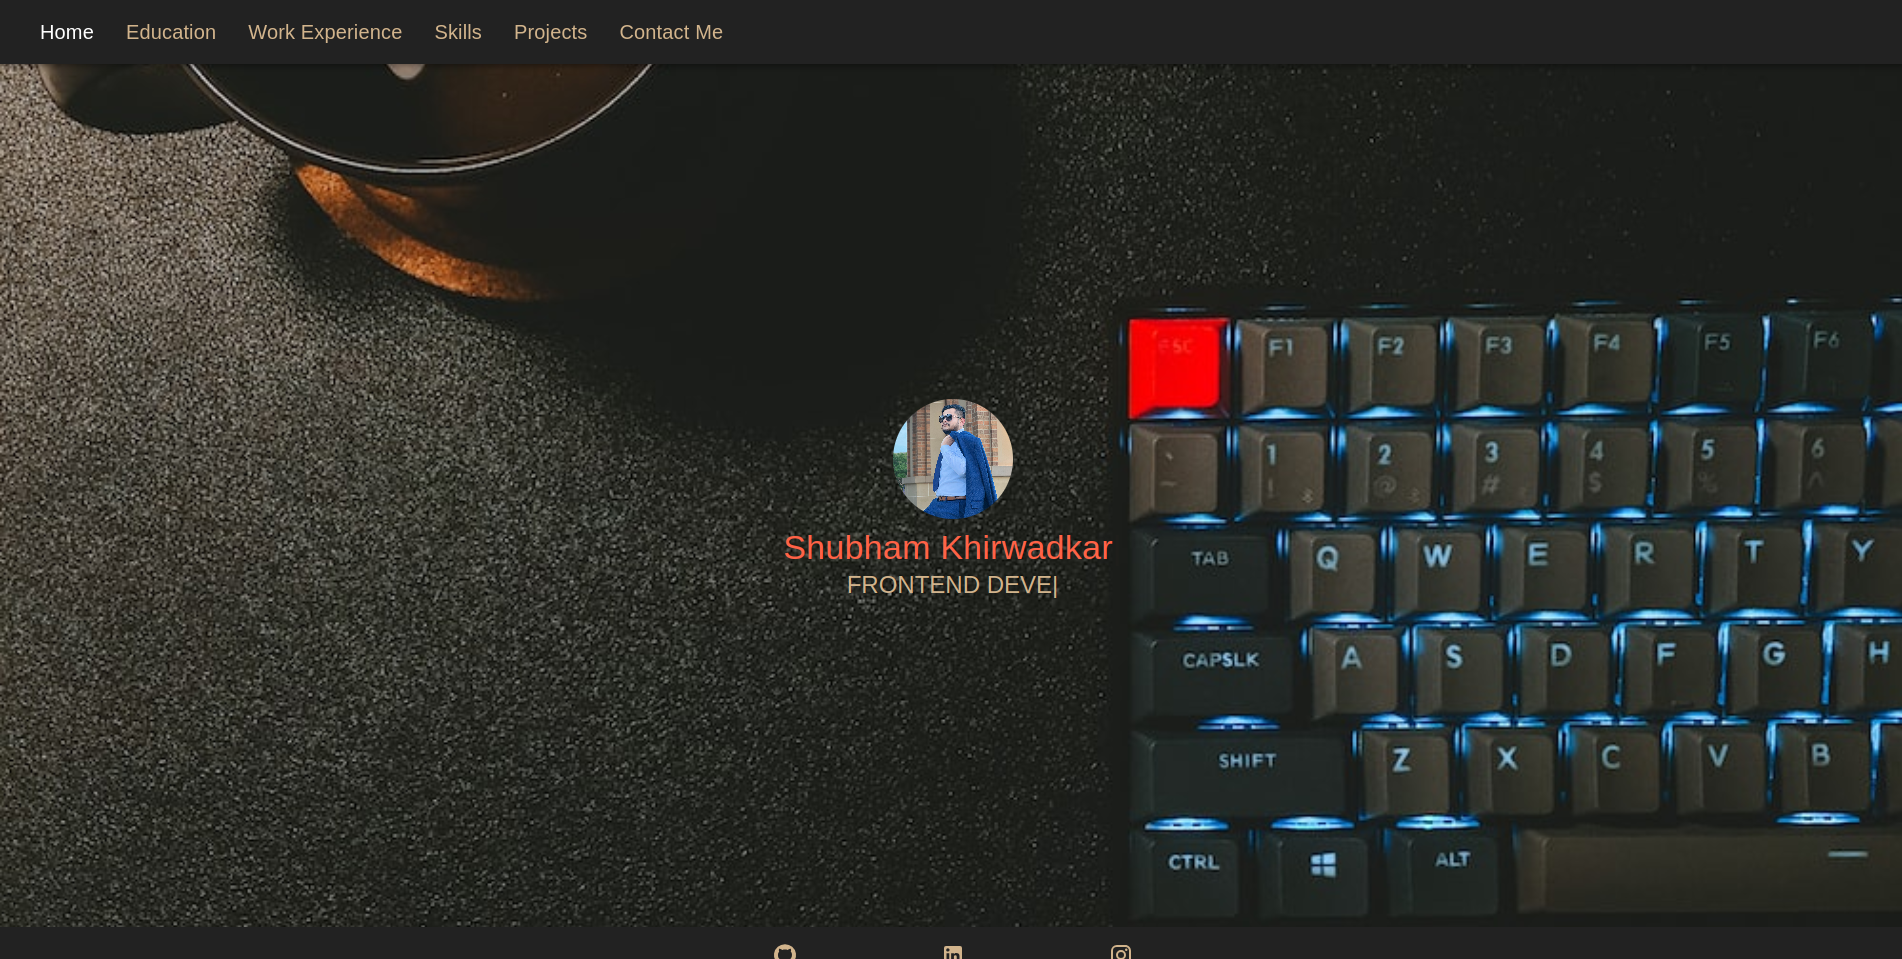 Home Education Work Experience Skills Projects Contact Me
ESC F1 F2 F3 F4 F5 F6
Shubham Khirwadkar
FRONTEND DEVE|
` 1 2 3 4 5 6
~ ! @ # $ % ^
TAB Q W E R T Y
CAPSLK A S D F G H
SHIFT Z X C V B
CTRL ALT
in